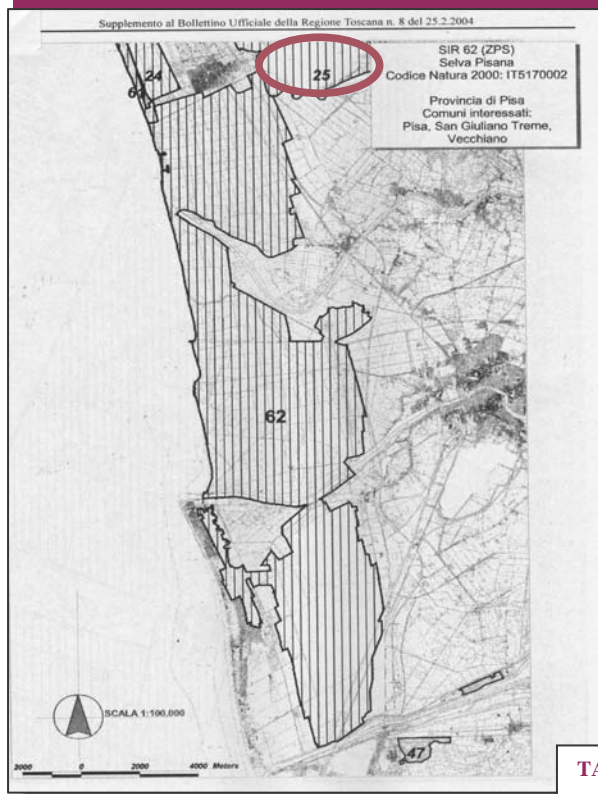 Supplemento al Bollettino Ufficiale della Regione Toscana n. 8 del 25.2.2004
SIR 62 (ZPS)
Selva Pisana
Codice Natura 2000: IT5170002
Provincia di Pisa
Comuni interessati:
Pisa, San Giuliano Treme,
Vecchiano
24
25
62
SCALA 1:100,000
2000 0 2000 4000 Meters
47
TA